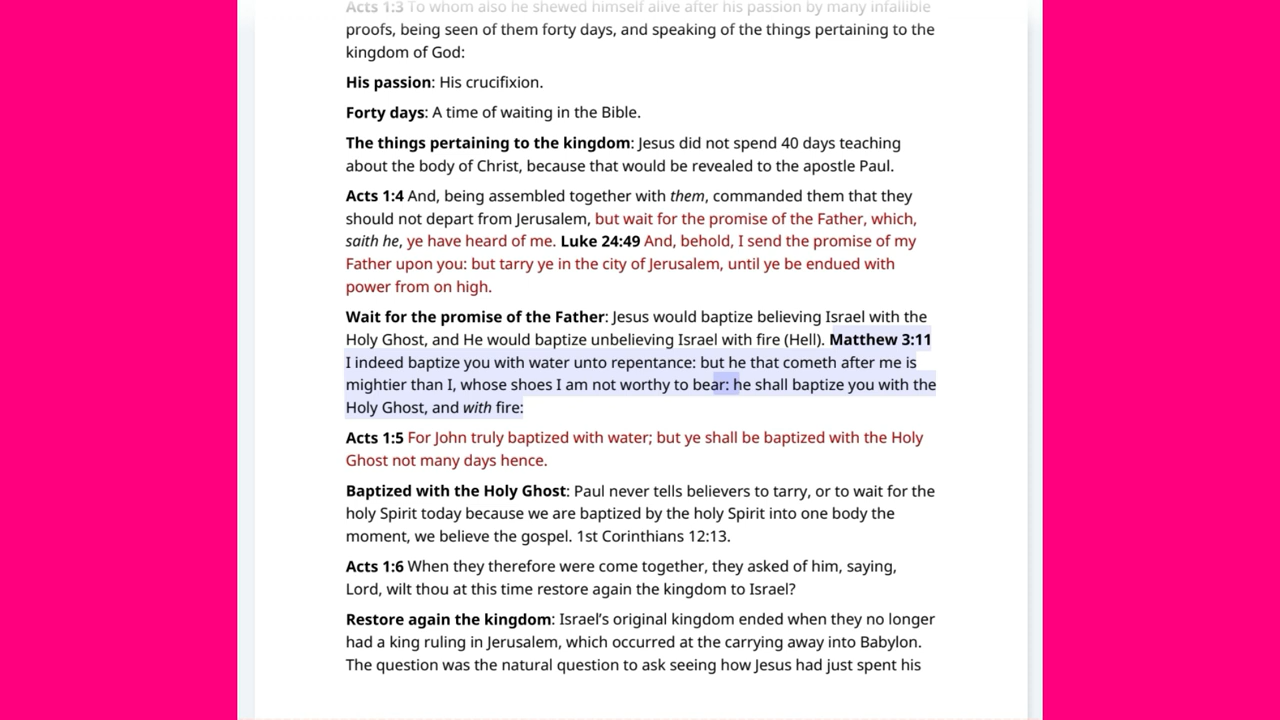 Acts 1:3 To whom also he shewed himself alive after his passion by many infallible
proofs, being seen of them forty days, and speaking of the things pertaining to the
kingdom of God:
His passion: His crucifixion.
Forty days: A time of waiting in the Bible.
The things pertaining to the kingdom: Jesus did not spend 40 days teaching
about the body of Christ, because that would be revealed to the apostle Paul.
Acts 1:4 And, being assembled together with them, commanded them that they
should not depart from Jerusalem, but wait for the promise of the Father, which,
saith he, ye have heard of me. Luke 24:49 And, behold, I send the promise of my
Father upon you: but tarry ye in the city of Jerusalem, until ye be endued with
power from on high.
Wait for the promise of the Father: Jesus would baptize believing Israel with the
Holy Ghost, and He would baptize unbelieving Israel with fire (Hell). Matthew 3:11
I indeed baptize you with water unto repentance: but he that cometh after me is
mightier than I, whose shoes I am not worthy to bear: he shall baptize you with the
Holy Ghost, and with fire:
Acts 1:5 For John truly baptized with water; but ye shall be baptized with the Holy
Ghost not many days hence.
Baptized with the Holy Ghost: Paul never tells believers to tarry, or to wait for the
holy Spirit today because we are baptized by the holy Spirit into one body the
moment, we believe the gospel. 1st Corinthians 12:13.
Acts 1:6 When they therefore were come together, they asked of him, saying,
Lord, wilt thou at this time restore again the kingdom to Israel?
Restore again the kingdom: Israel’s original kingdom ended when they no longer
had a king ruling in Jerusalem, which occurred at the carrying away into Babylon.
The question was the natural question to ask seeing how Jesus had just spent his